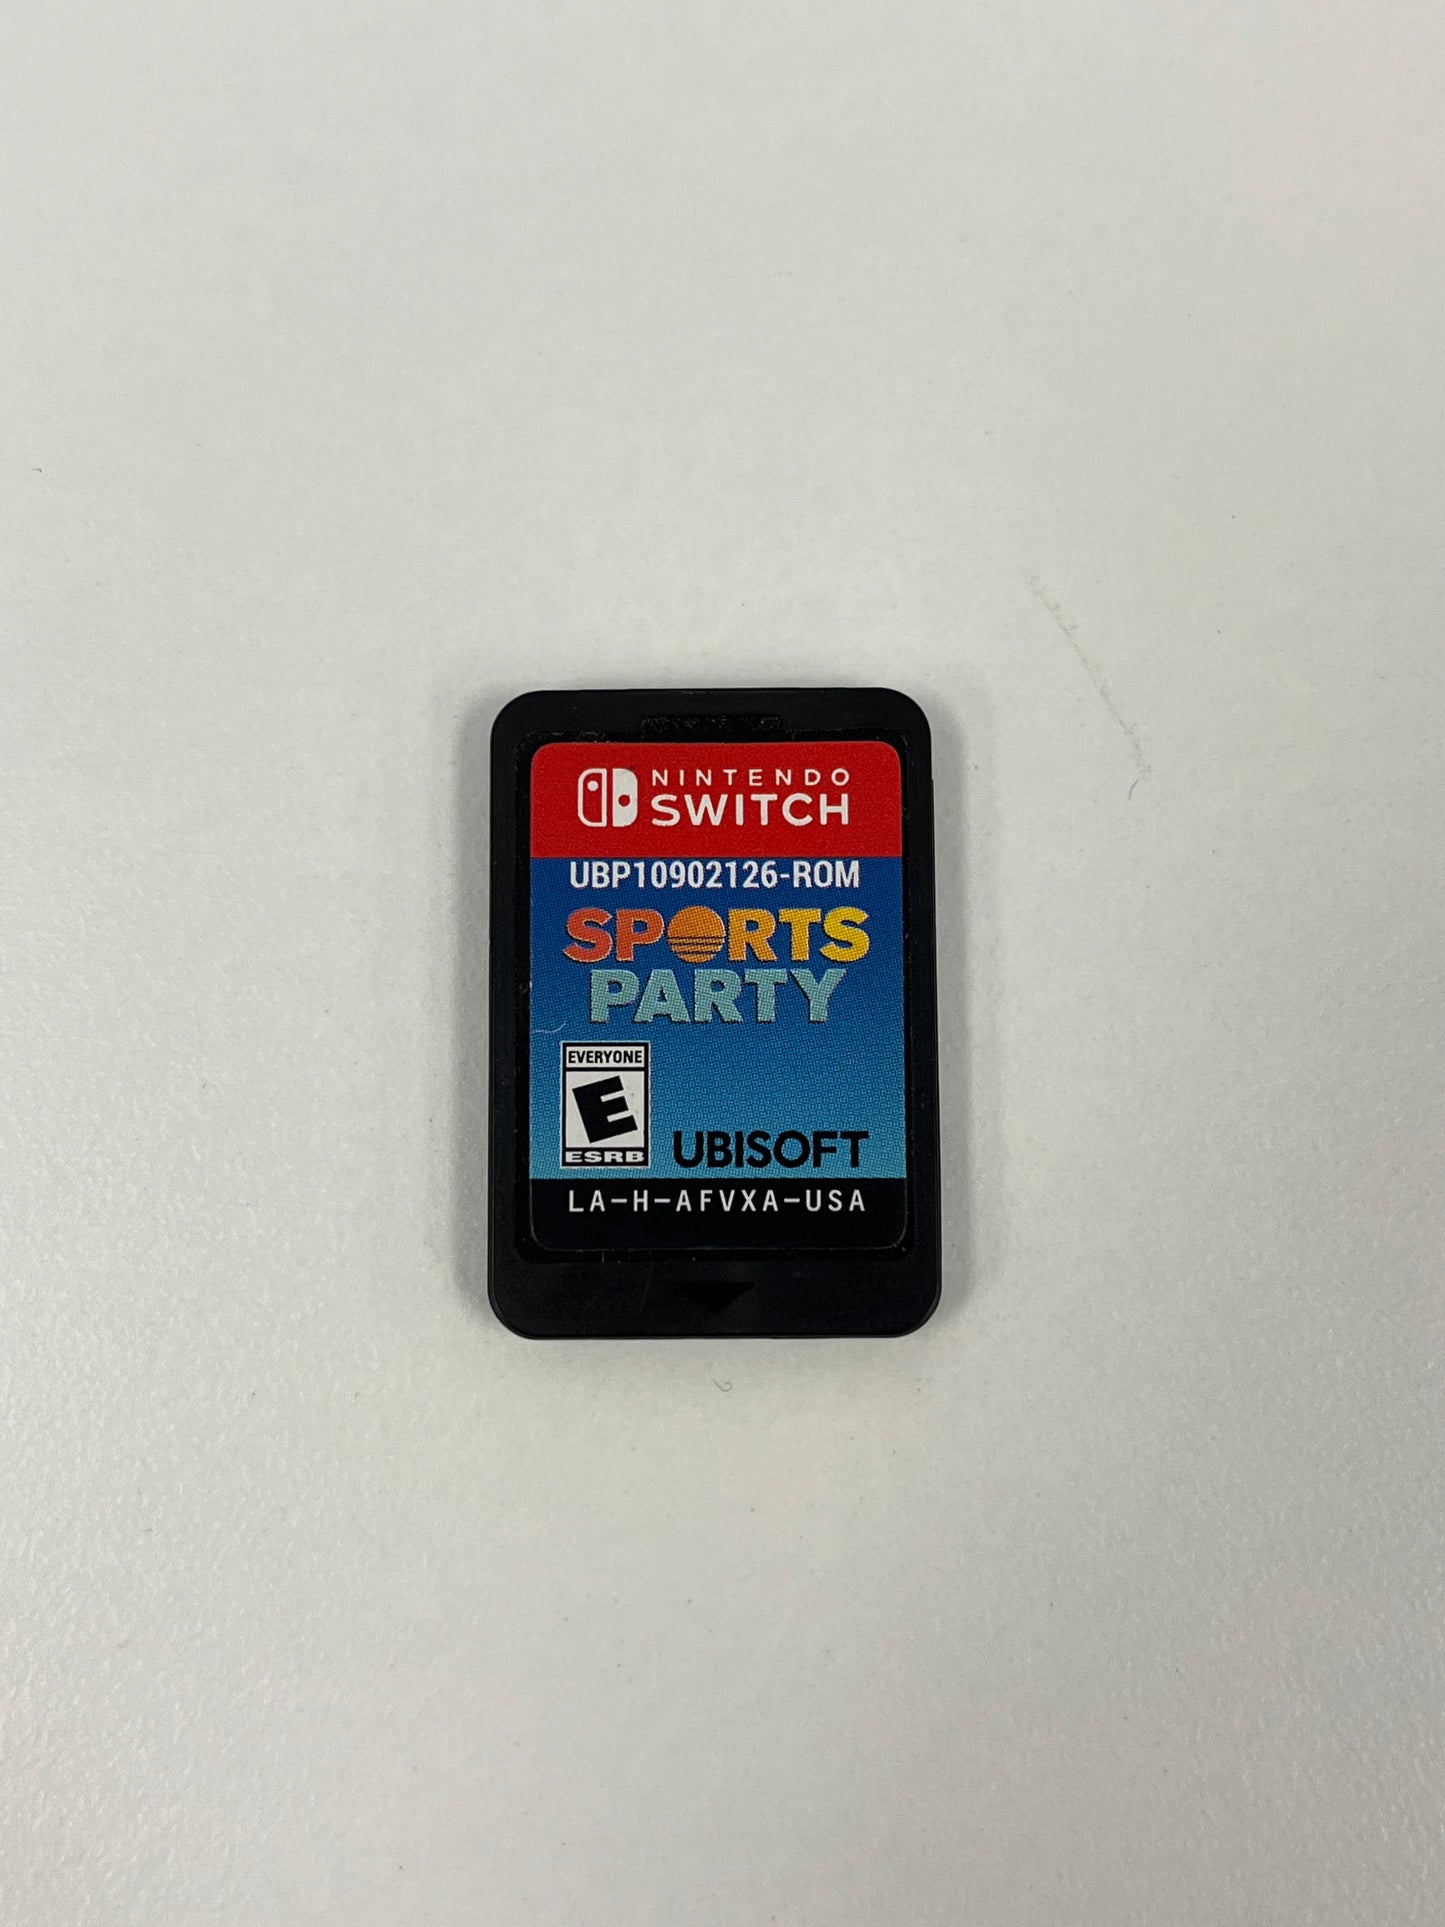 NINTENDO
SWITCH
UBP10902126-ROM
SPORTS
PARTY
EVERYONE
E
ESRB
UBISOFT
LA-H-AFVXA-USA